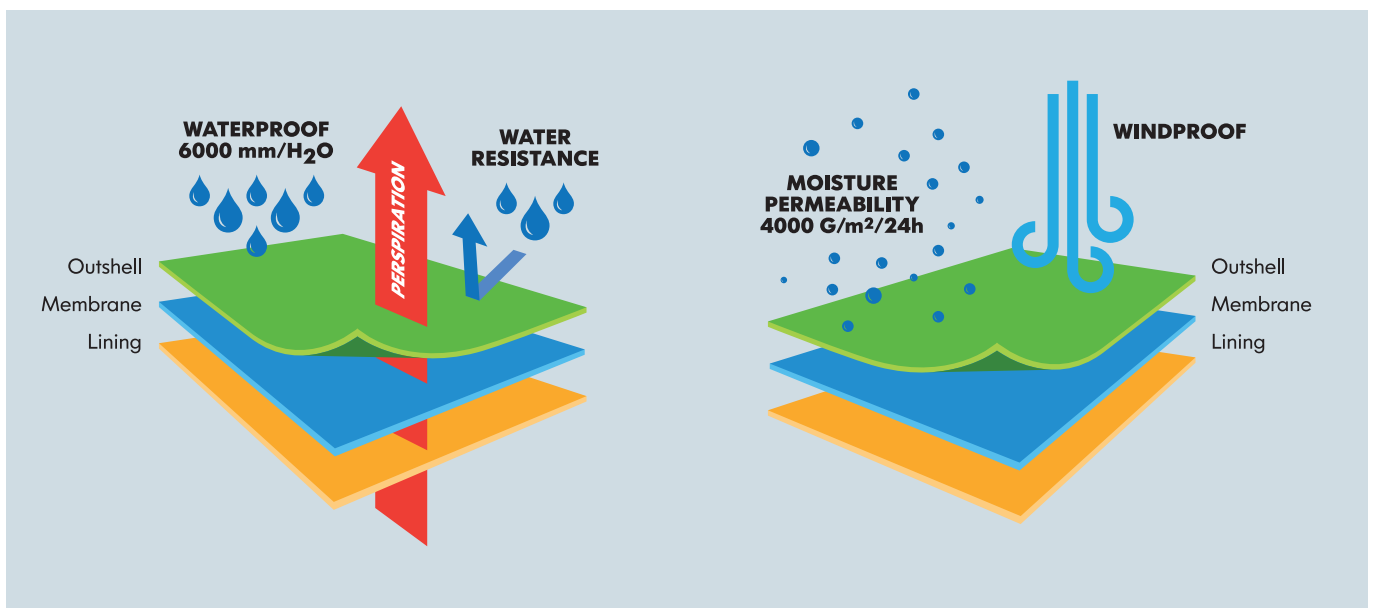 WATERPROOF
6000 mm/H₂O
PERSPIRATION
WATER
RESISTANCE
Outshell
Membrane
Lining
MOISTURE
PERMEABILITY
4000 G/m²/24h
WINDPROOF
Outshell
Membrane
Lining